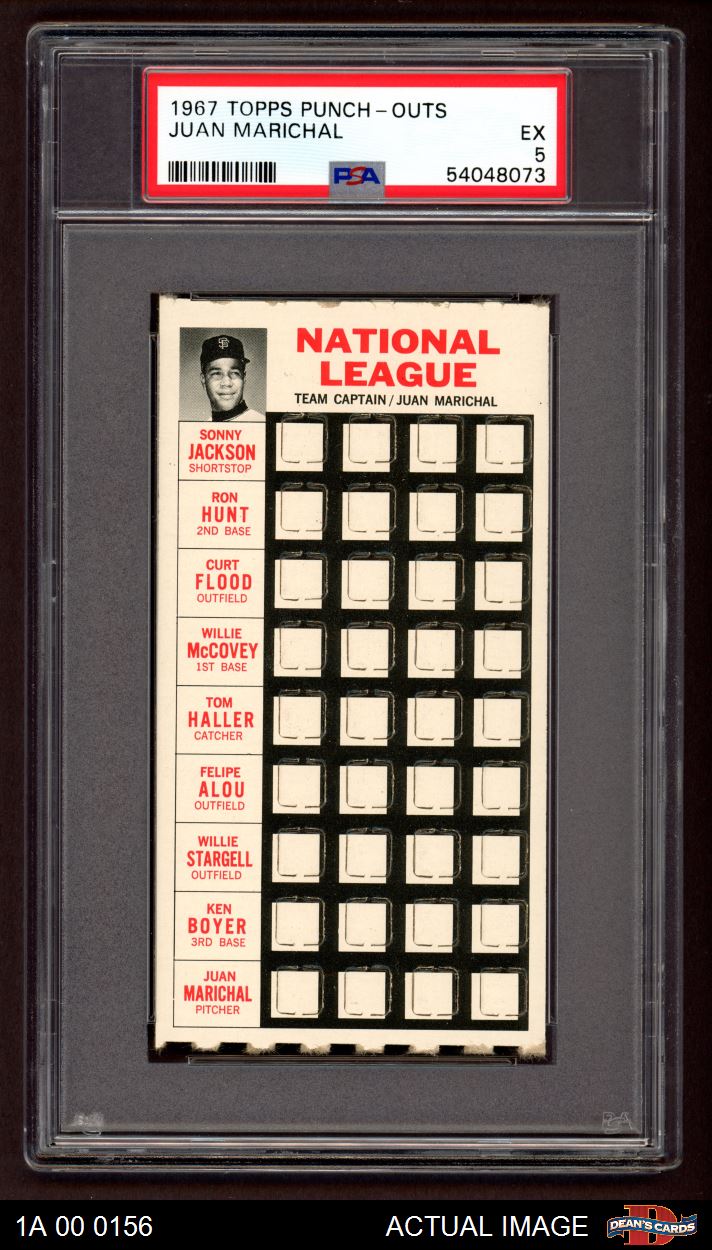 1967 TOPPS PUNCH-OUTS
JUAN MARICHAL
EX
5
PSA
54048073
SF
NATIONAL
LEAGUE
TEAM CAPTAIN/JUAN MARICHAL
SONNY
JACKSON
SHORTSTOP
RON
HUNT
2ND BASE
CURT
FLOOD
OUTFIELD
WILLIE
McCOVEY
1ST BASE
TOM
HALLER
CATCHER
FELIPE
ALOU
OUTFIELD
WILLIE
STARGELL
OUTFIELD
KEN
BOYER
3RD BASE
JUAN
MARICHAL
PITCHER
PSA
1A 00 0156
ACTUAL IMAGE
D
DEAN'S CARDS